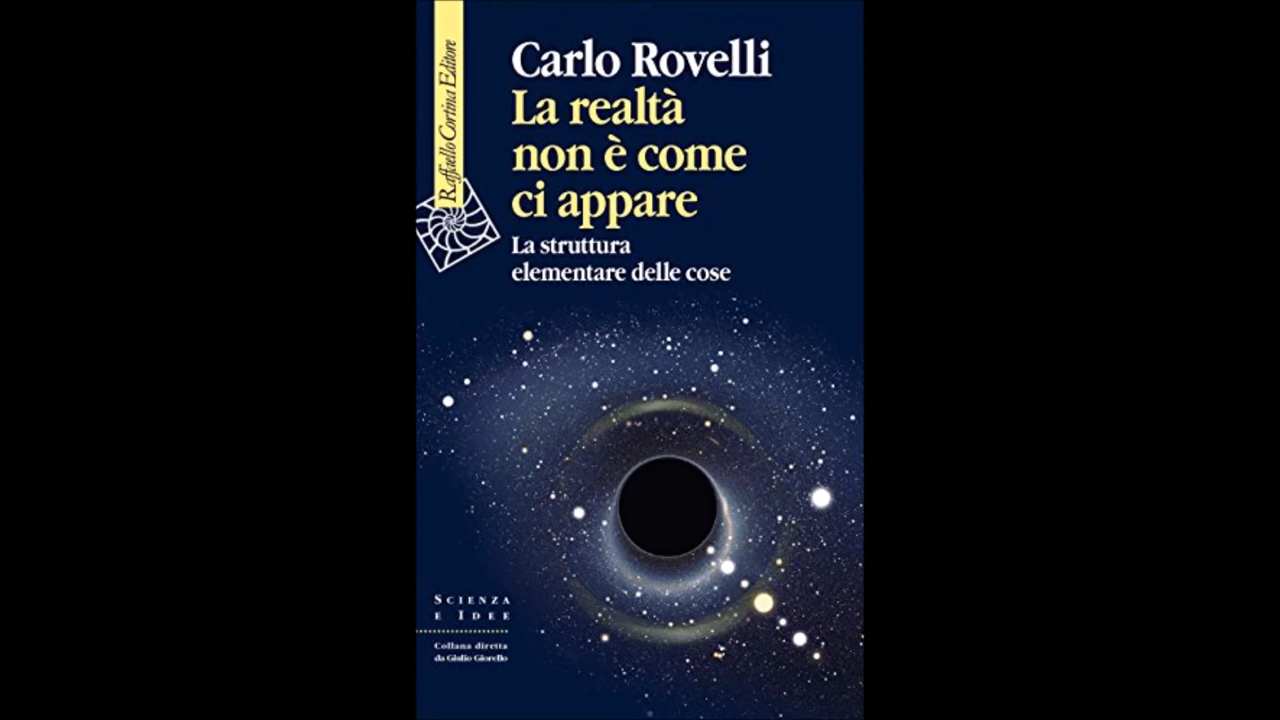 Raffaello Cortina Editore
Carlo Rovelli
La realtà
non è come
ci appare
La struttura
elementare delle cose
SCIENZA
E IDEE
Collana diretta
da Giulio Giorello